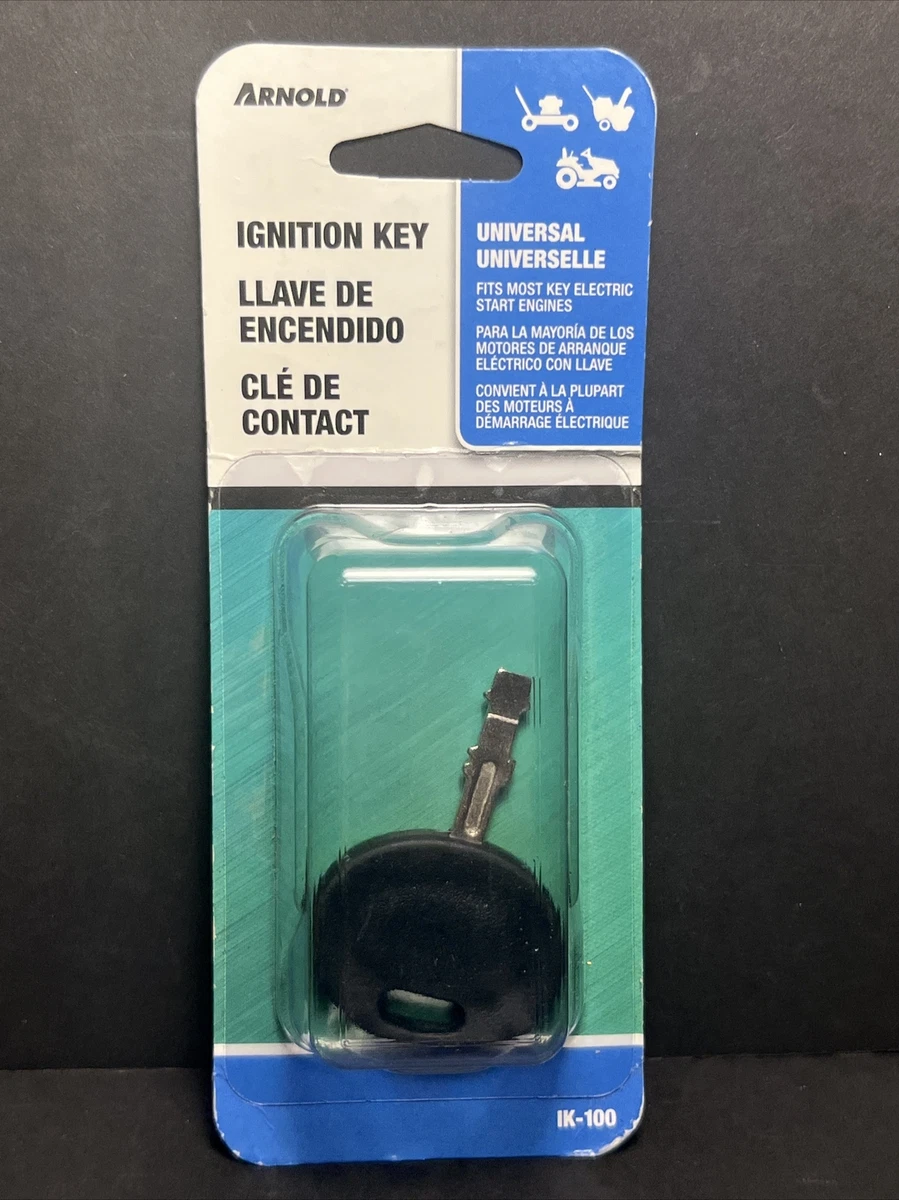 ARNOLD
IGNITION KEY
LLAVE DE
ENCENDIDO
CLÉ DE
CONTACT
UNIVERSAL
UNIVERSELLE
FITS MOST KEY ELECTRIC
START ENGINES
PARA LA MAYORÍA DE LOS
MOTORES DE ARRANQUE
ELÉCTRICO CON LLAVE
CONVIENT À LA PLUPART
DES MOTEURS À
DÉMARRAGE ÉLECTRIQUE
IK-100